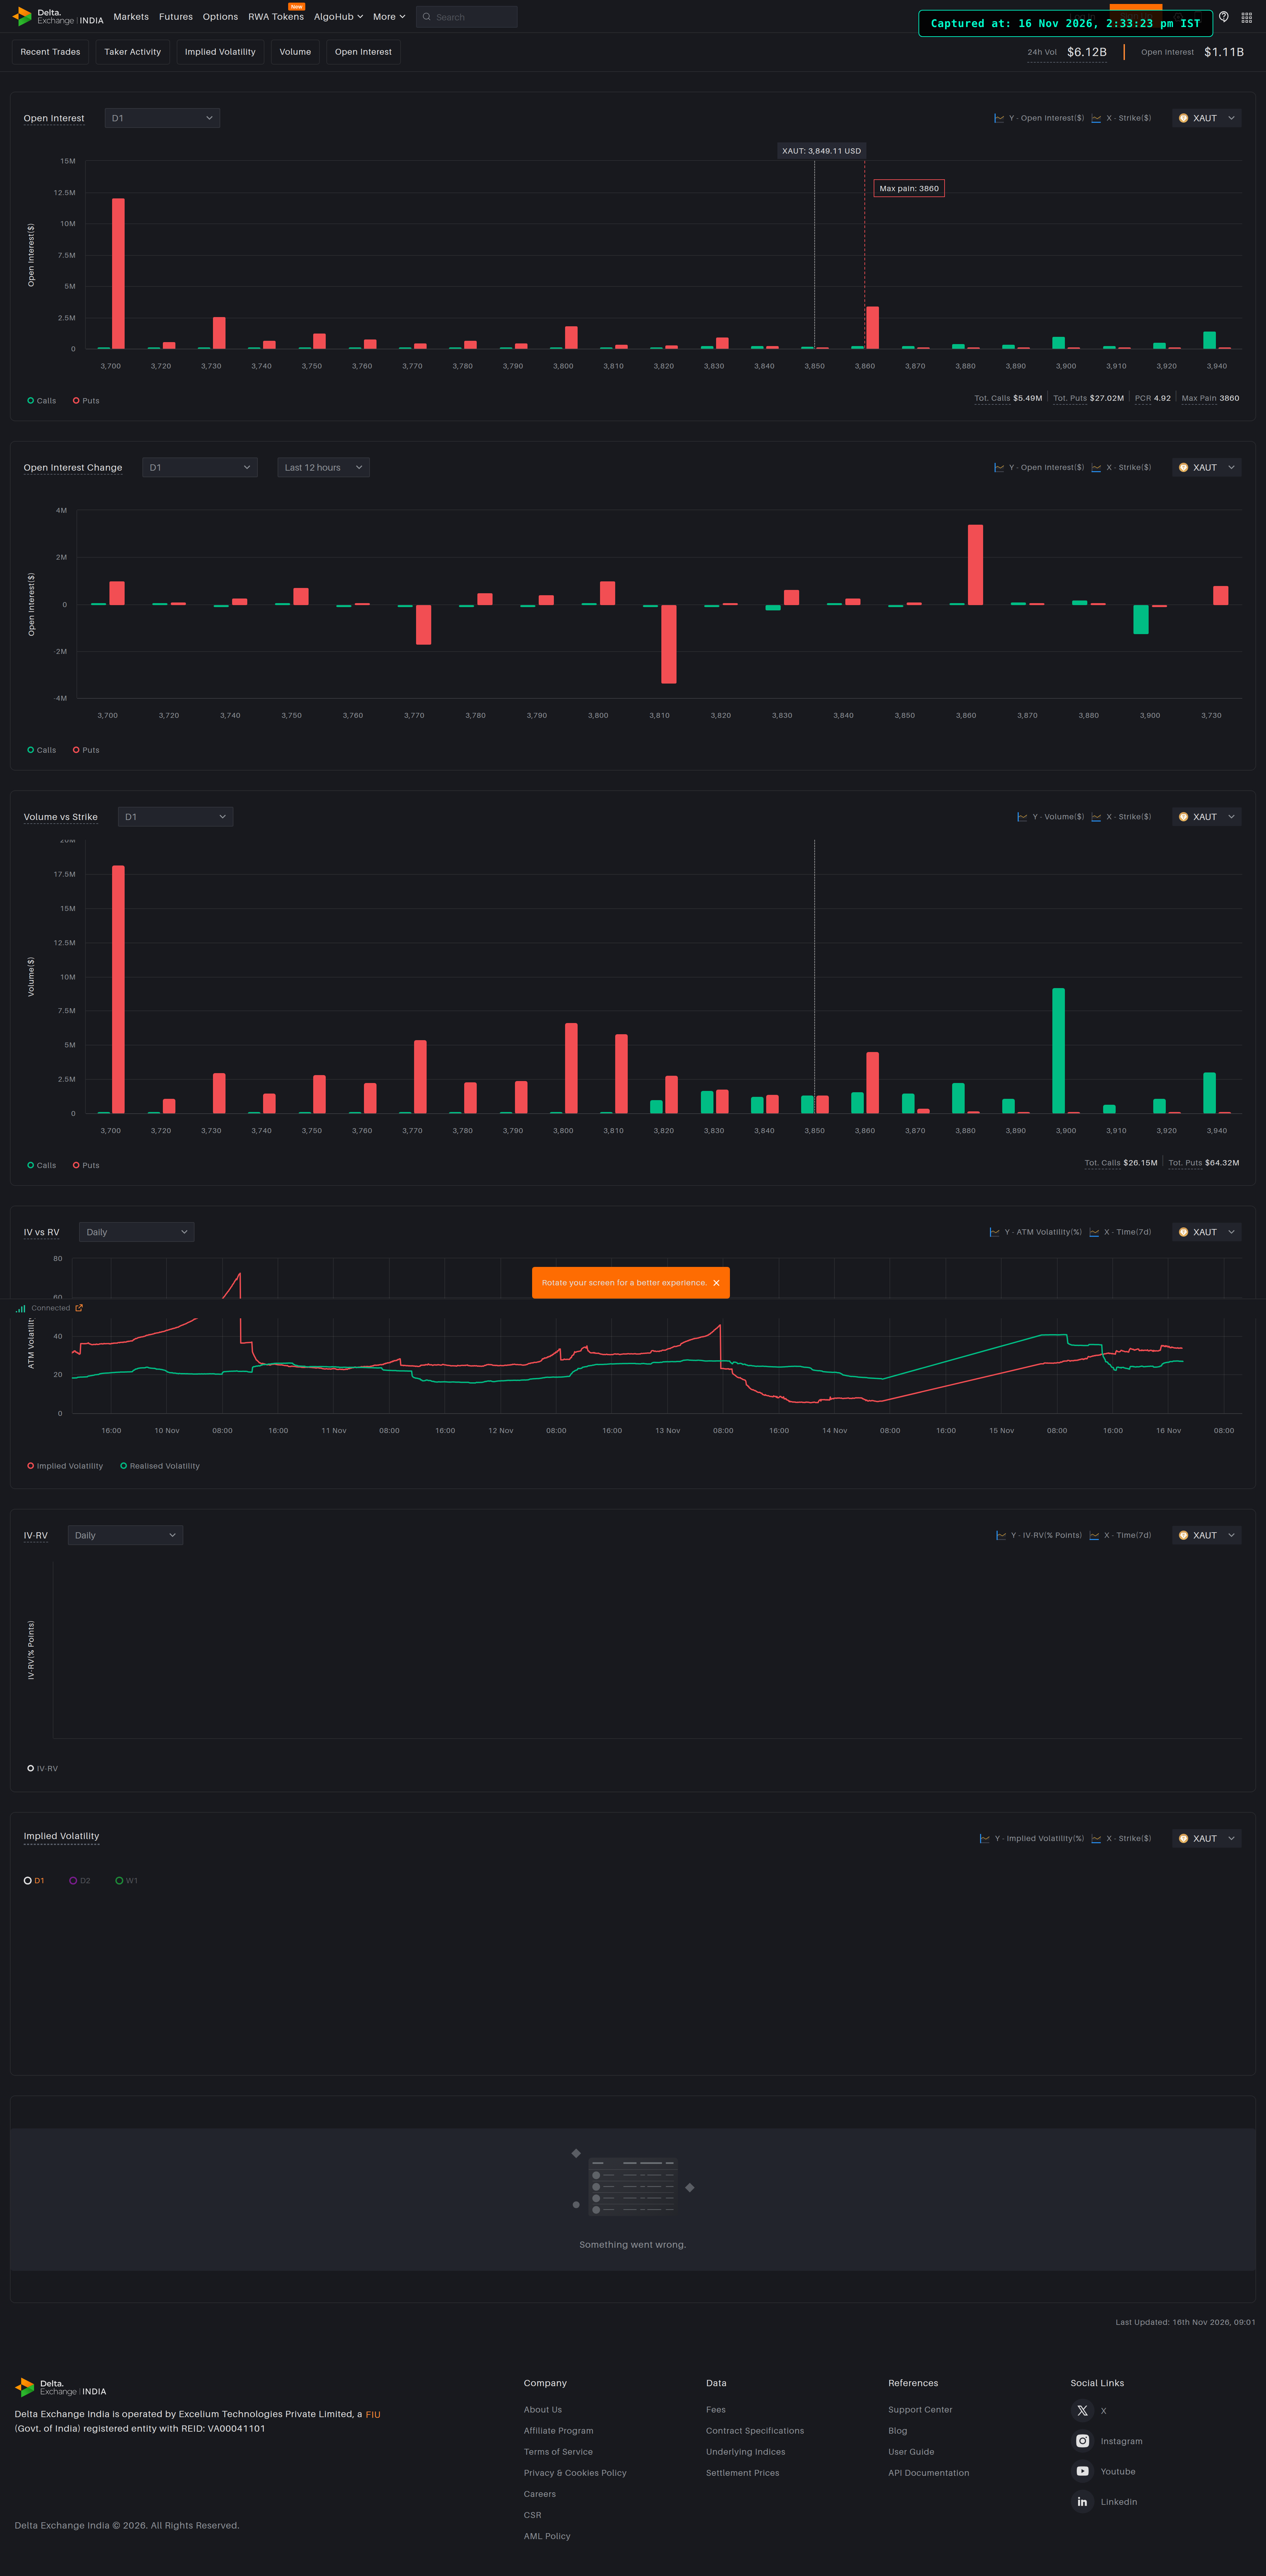 Delta. Exchange | INDIA Markets Futures Options RWA Tokens New AlgoHub More Search
Captured at: 16 Nov 2026, 2:33:23 pm IST
Recent Trades Taker Activity Implied Volatility Volume Open Interest 24h Vol $6.12B Open Interest $1.11B
Open Interest D1 Y - Open Interest($) X - Strike($) XAUT
XAUT: 3,849.11 USD
Max pain: 3860
Open Interest($)
15M
12.5M
10M
7.5M
5M
2.5M
0
3,700 3,720 3,730 3,740 3,750 3,760 3,770 3,780 3,790 3,800 3,810 3,820 3,830 3,840 3,850 3,860 3,870 3,880 3,890 3,900 3,910 3,920 3,940
Calls Puts Tot. Calls $5.49M Tot. Puts $27.02M PCR 4.92 Max Pain 3860
Open Interest Change D1 Last 12 hours Y - Open Interest($) X - Strike($) XAUT
Open Interest($)
4M
2M
0
-2M
-4M
3,700 3,720 3,740 3,750 3,760 3,770 3,780 3,790 3,800 3,810 3,820 3,830 3,840 3,850 3,860 3,870 3,880 3,900 3,730
Calls Puts
Volume vs Strike D1 Y - Volume($) X - Strike($) XAUT
Volume($)
20M
17.5M
15M
12.5M
10M
7.5M
5M
2.5M
0
3,700 3,720 3,730 3,740 3,750 3,760 3,770 3,780 3,790 3,800 3,810 3,820 3,830 3,840 3,850 3,860 3,870 3,880 3,890 3,900 3,910 3,920 3,940
Calls Puts Tot. Calls $26.15M Tot. Puts $64.32M
IV vs RV Daily Y - ATM Volatility(%) X - Time(7d) XAUT
80
Rotate your screen for a better experience.
60
Connected
ATM Volatilit
40
20
0
16:00 10 Nov 08:00 16:00 11 Nov 08:00 16:00 12 Nov 08:00 16:00 13 Nov 08:00 16:00 14 Nov 08:00 16:00 15 Nov 08:00 16:00 16 Nov 08:00
Implied Volatility Realised Volatility
IV-RV Daily Y - IV-RV(% Points) X - Time(7d) XAUT
IV-RV(% Points)
IV-RV
Implied Volatility Y - Implied Volatility(%) X - Strike($) XAUT
D1 D2 W1
Something went wrong.
Last Updated: 16th Nov 2026, 09:01
Delta. Exchange | INDIA
Delta Exchange India is operated by Excelium Technologies Private Limited, a FIU
(Govt. of India) registered entity with REID: VA00041101
Delta Exchange India © 2026. All Rights Reserved.
Company
About Us
Affiliate Program
Terms of Service
Privacy & Cookies Policy
Careers
CSR
AML Policy
Data
Fees
Contract Specifications
Underlying Indices
Settlement Prices
References
Support Center
Blog
User Guide
API Documentation
Social Links
X
Instagram
Youtube
Linkedin